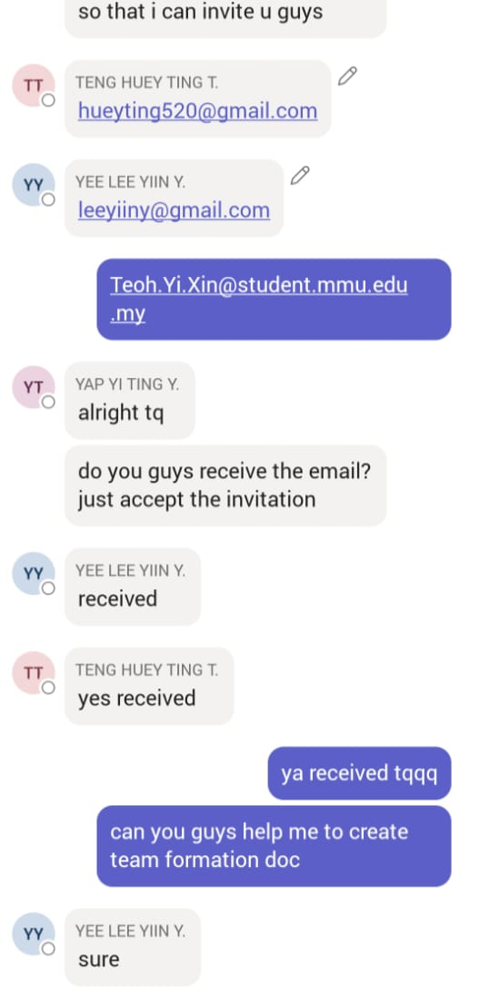 so that i can invite u guys
TT
TENG HUEY TING T.
hueyting520@gmail.com
YY
YEE LEE YIIN Y.
leeyiiny@gmail.com
Teoh.Yi.Xin@student.mmu.edu
.my
YT
YAP YI TING Y.
alright tq
do you guys receive the email?
just accept the invitation
YY
YEE LEE YIIN Y.
received
TT
TENG HUEY TING T.
yes received
ya received tqqq
can you guys help me to create
team formation doc
YY
YEE LEE YIIN Y.
sure